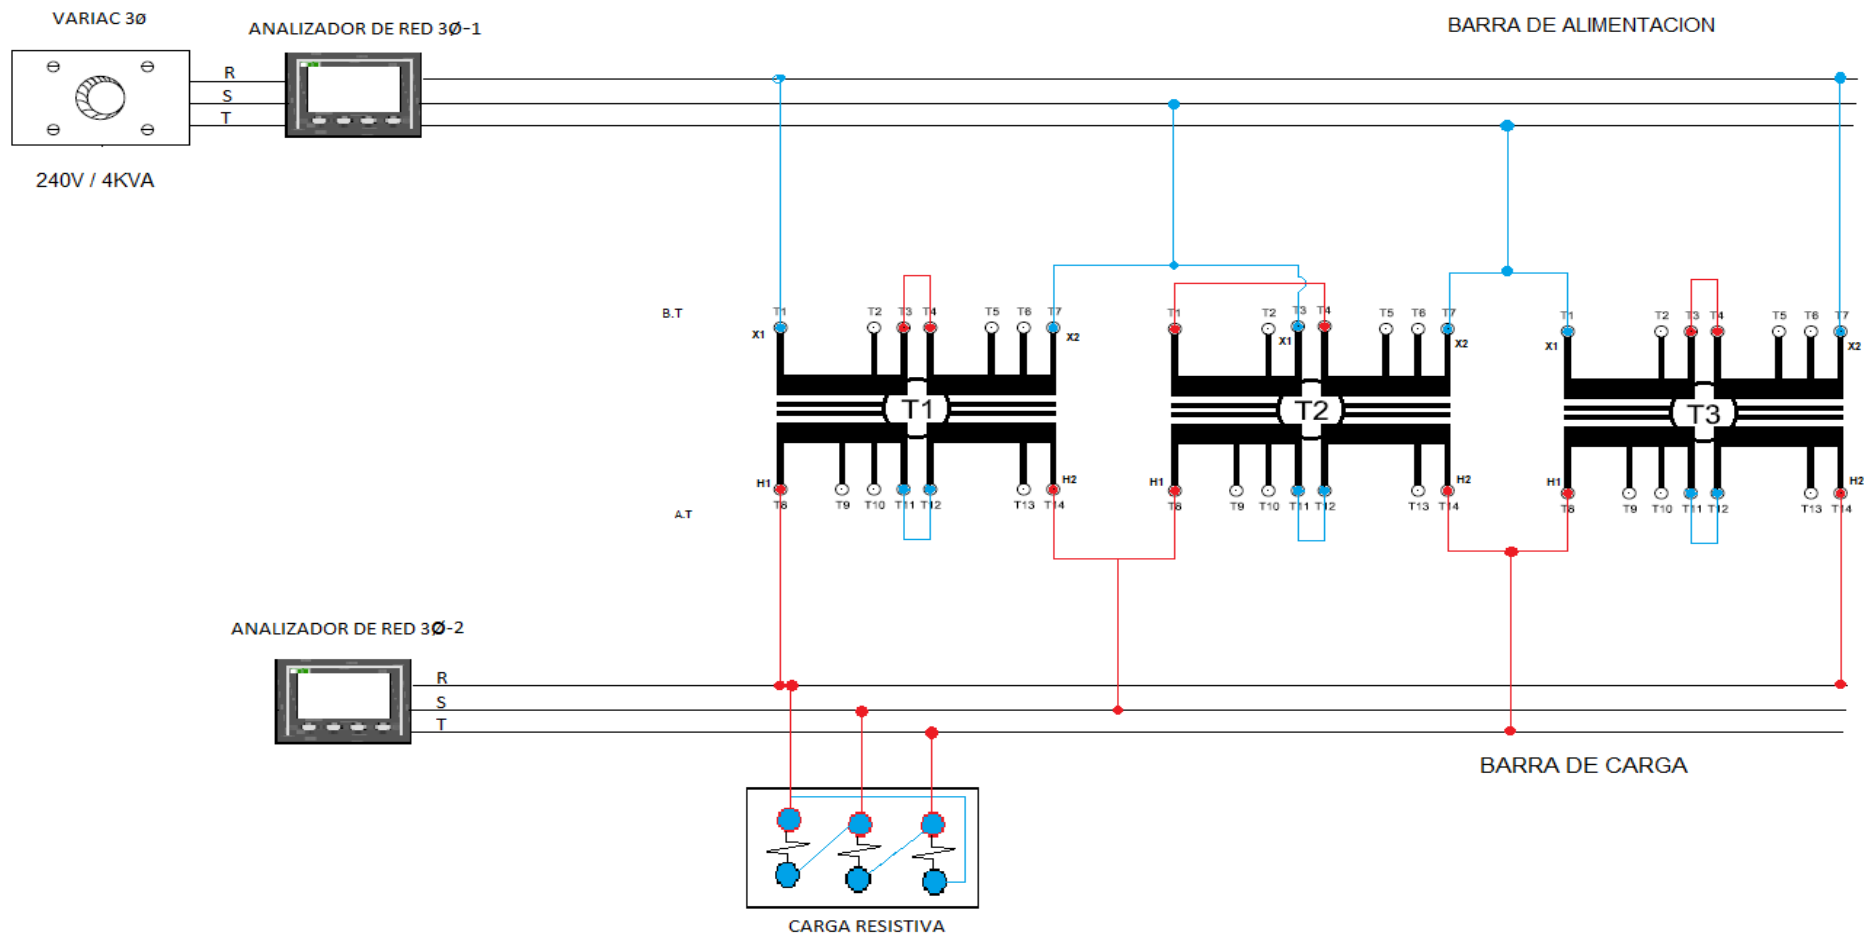 VARIAC 3ø
ANALIZADOR DE RED 3Ø-1
BARRA DE ALIMENTACION
R
S
T
240V / 4KVA
B.T
T1 T2 T3 T4 T5 T6 T7
X1 X2
T1 T2 T3 T4 T5 T6 T7
X1 X2
T1 T2 T3 T4 T5 T6 T7
X1 X2
T1
T2
T3
H1 H2
T8 T9 T10 T11 T12 T13 T14
H1 H2
T8 T9 T10 T11 T12 T13 T14
H1 H2
T8 T9 T10 T11 T12 T13 T14
A.T
ANALIZADOR DE RED 3Ø-2
R
S
T
BARRA DE CARGA
CARGA RESISTIVA